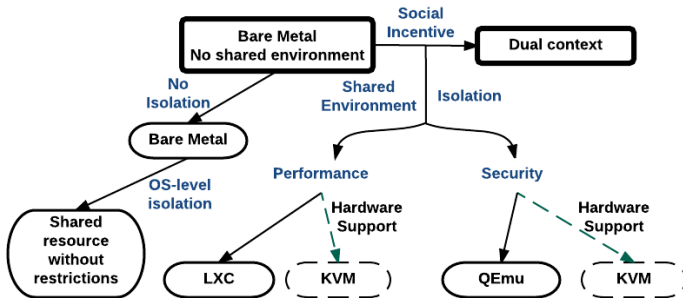 Bare Metal
No shared environment
Social
Incentive
Dual context
No
Isolation
Shared
Environment
Isolation
Bare Metal
OS-level
isolation
Performance
Security
Shared
resource
without
restrictions
Hardware
Support
Hardware
Support
LXC
KVM
QEmu
KVM